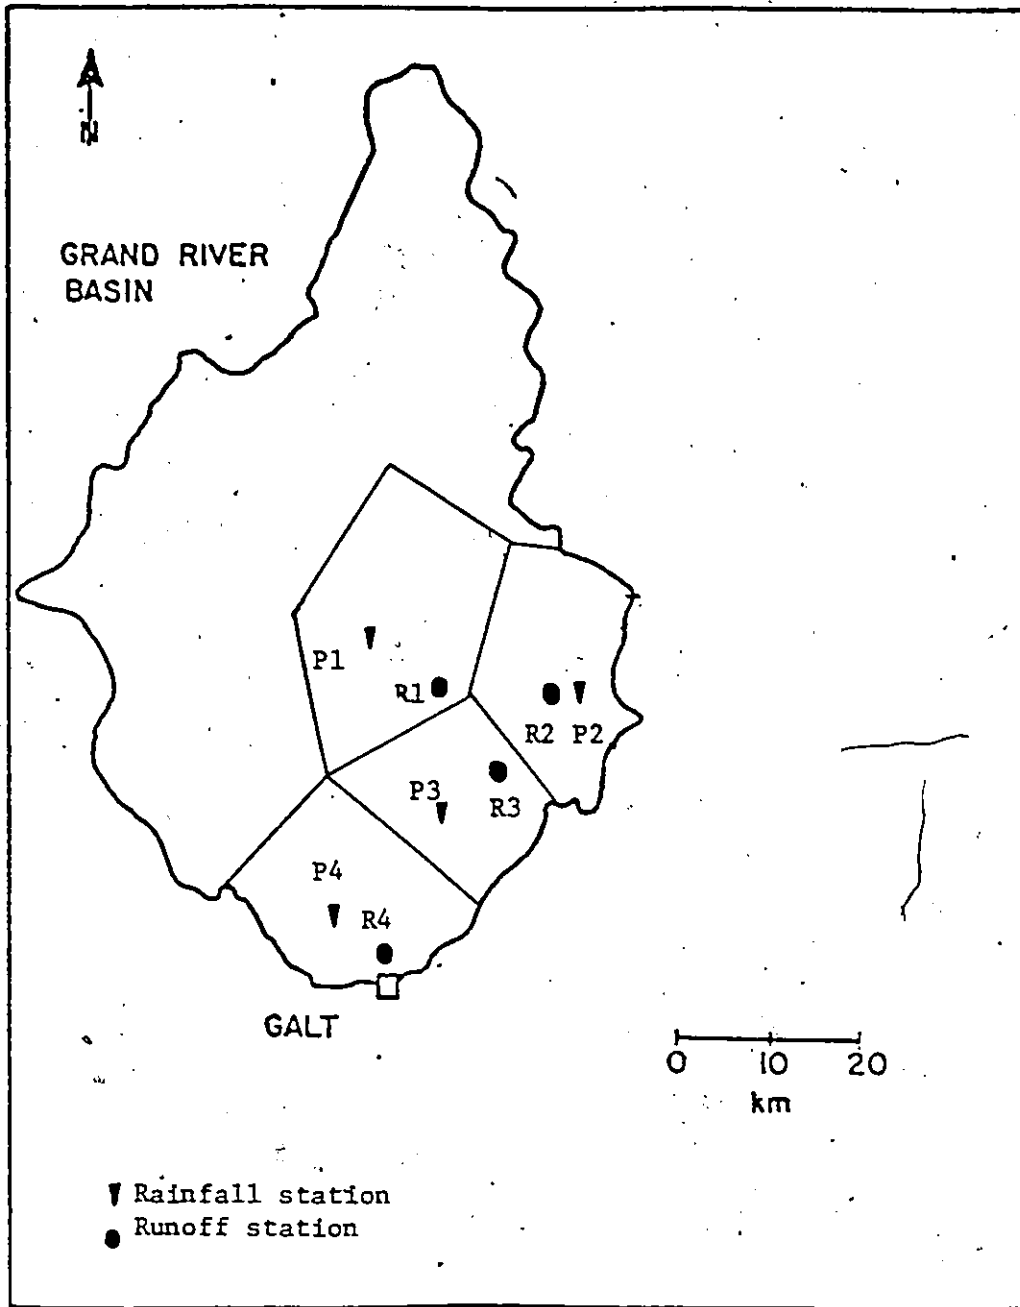 N
GRAND RIVER
BASIN
P1
R1
R2 P2
P3
R3
P4
R4
GALT
0 10 20
km
Rainfall station
Runoff station